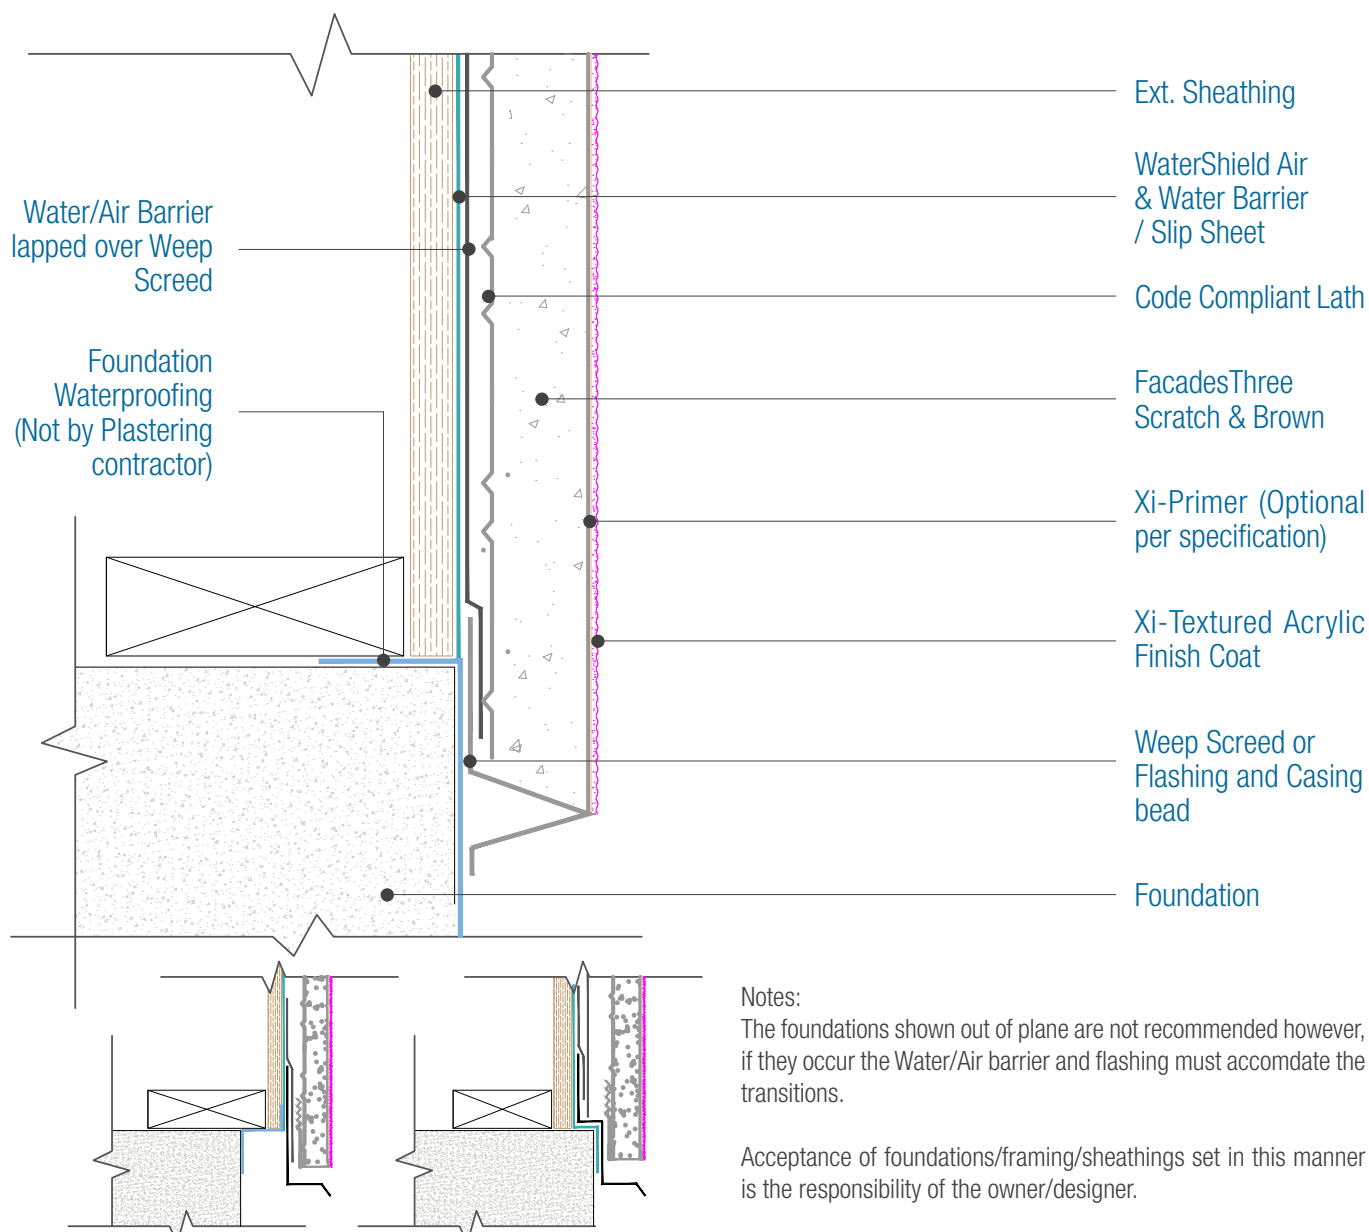 Water/Air Barrier
lapped over Weep
Screed
Foundation
Waterproofing
(Not by Plastering
contractor)
Ext. Sheathing
WaterShield Air
& Water Barrier
/ Slip Sheet
Code Compliant Lath
FacadesThree
Scratch & Brown
Xi-Primer (Optional
per specification)
Xi-Textured Acrylic
Finish Coat
Weep Screed or
Flashing and Casing
bead
Foundation
Notes:
The foundations shown out of plane are not recommended however,
if they occur the Water/Air barrier and flashing must accomdate the
transitions.
Acceptance of foundations/framing/sheathings set in this manner
is the responsibility of the owner/designer.